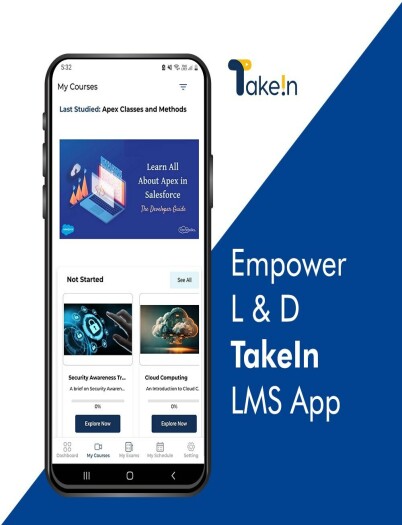 5:32
My Courses
Last Studied: Apex Classes and Methods
Learn All
About Apex in
Salesforce
The Developer Guide
Not Started
See All
Security Awareness Tr...
Cloud Computing
A brief on Security Awaren...
An Introduction to Cloud C.
0%
0%
Explore Now
Explore Now
Dashboard
My Courses
My Exams
My Schedule
Setting
Take!n
Empower
L & D
TakeIn
LMS App